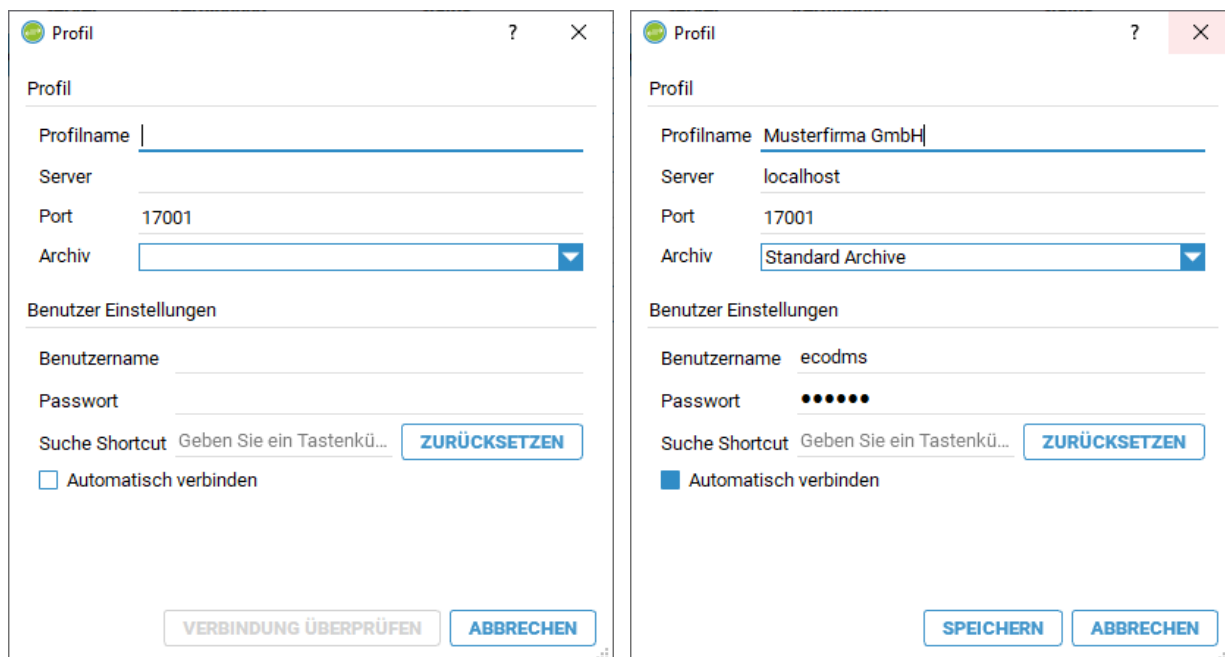 Profil
?
Profil
Profilname
Server
Port 17001
Archiv
Benutzer Einstellungen
Benutzername
Passwort
Suche Shortcut Geben Sie ein Tastenkü... ZURÜCKSETZEN
Automatisch verbinden
VERBINDUNG ÜBERPRÜFEN ABBRECHEN
Profil
?
Profil
Profilname Musterfirma GmbH
Server localhost
Port 17001
Archiv Standard Archive
Benutzer Einstellungen
Benutzername ecodms
Passwort ●●●●●●
Suche Shortcut Geben Sie ein Tastenkü... ZURÜCKSETZEN
Automatisch verbinden
SPEICHERN ABBRECHEN